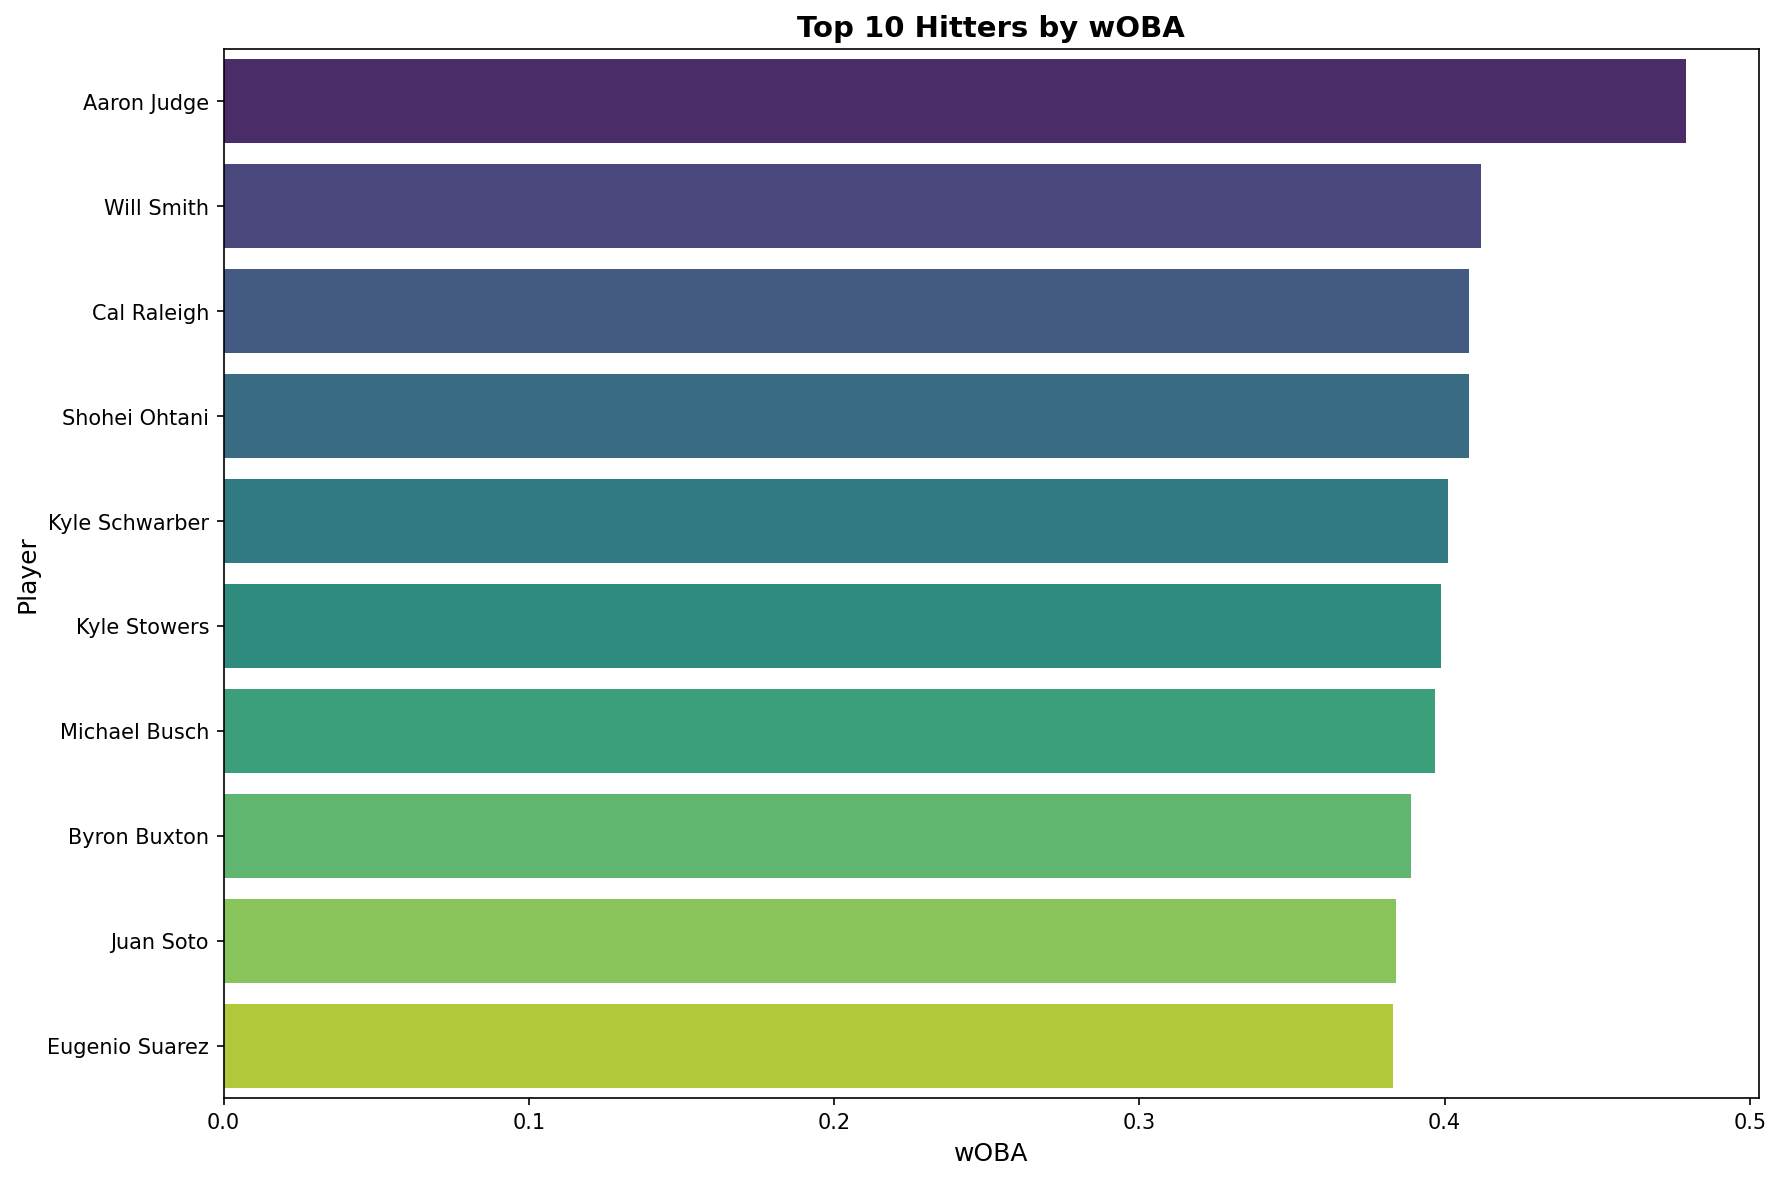 Top 10 Hitters by wOBA
Player
Aaron Judge
Will Smith
Cal Raleigh
Shohei Ohtani
Kyle Schwarber
Kyle Stowers
Michael Busch
Byron Buxton
Juan Soto
Eugenio Suarez
0.0 0.1 0.2 0.3 0.4 0.5
wOBA